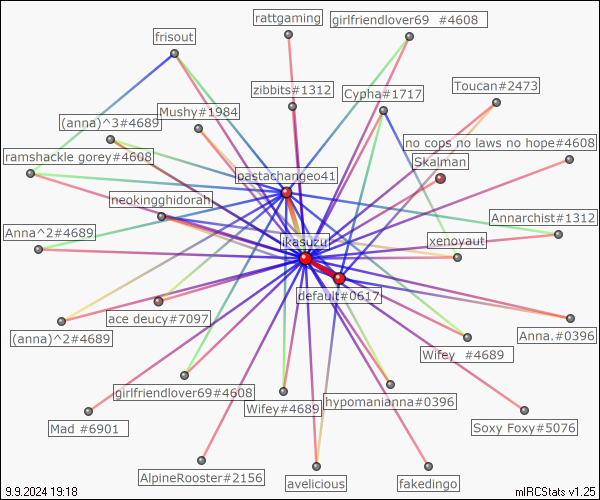 rattgaming
girlfriendlover69 #4608
frisout
Toucan#2473
zibbits#1312
Cypha#1717
Mushy#1984
(anna)^3#4689
no cops no laws no hope#4608
ramshackle gorey#4608
Skalman
pastachangeo41
neokingghidorah
Annarchist#1312
Anna^2#4689
xenoyaut
ikasuzu
default#0617
ace deucy#7097
(anna)^2#4689
Anna.#0396
Wifey #4689
girlfriendlover69#4608
hypomanianna#0396
Wifey#4689
Mad #6901
Soxy Foxy#5076
AlpineRooster#2156
avelicious
fakedingo
9.9.2024 19:18
mIRCStats v1.25